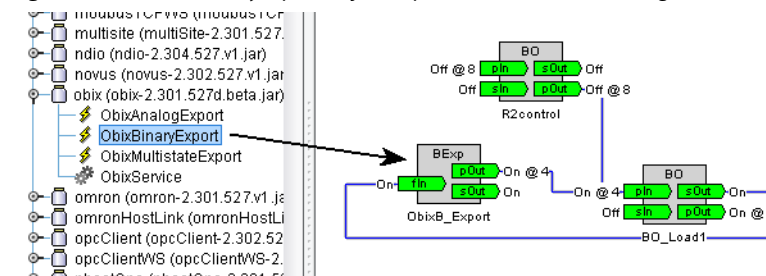 modbusTCPWS (modbusTCP
multisite (multiSite-2.301.527.
ndio (ndio-2.304.527.v1.jar)
novus (novus-2.302.527.v1.jar
obix (obix-2.301.527d.beta.jar)
ObixAnalogExport
ObixBinaryExport
ObixMultistateExport
ObixService
omron (omron-2.301.527.v1.ja
omronHostLink (omronHostLi
opcClient (opcClient-2.302.52
opcClientWS (opcClientWS-2.
BO
Off @ 8 pIn sOut Off
Off sIn pOut Off @ 8
R2control
BExp
pOut On @ 4
On fIn sOut On
ObixB_Export
BO
On @ 4 pIn sOut On
Off sIn pOut On @
BO_Load1